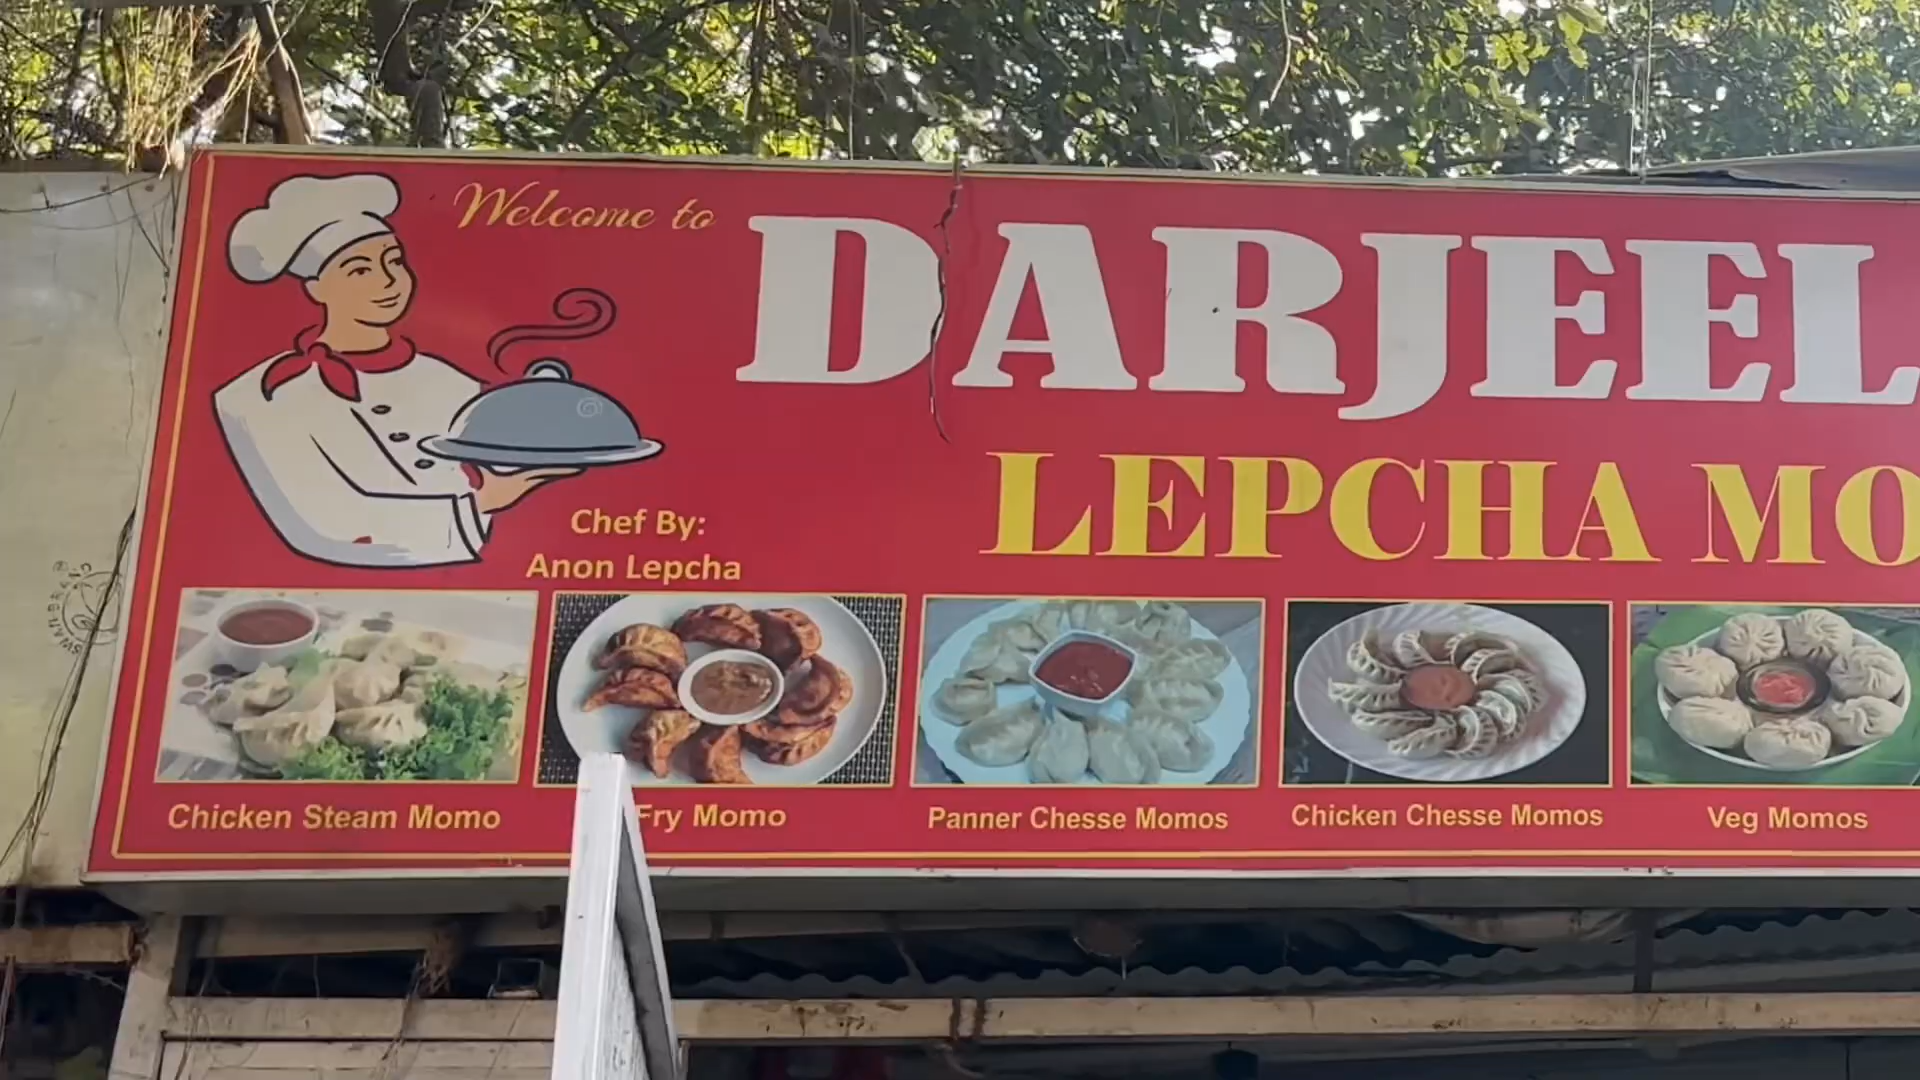 Welcome to
DARJEEL
LEPCHA MO
Chef By:
Anon Lepcha
Chicken Steam Momo
Fry Momo
Panner Chesse Momos
Chicken Chesse Momos
Veg Momos